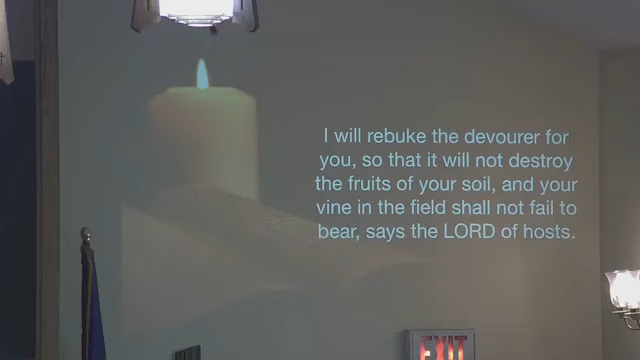 I will rebuke the devourer for
you, so that it will not destroy
the fruits of your soil, and your
vine in the field shall not fail to
bear, says the LORD of hosts.
EXIT